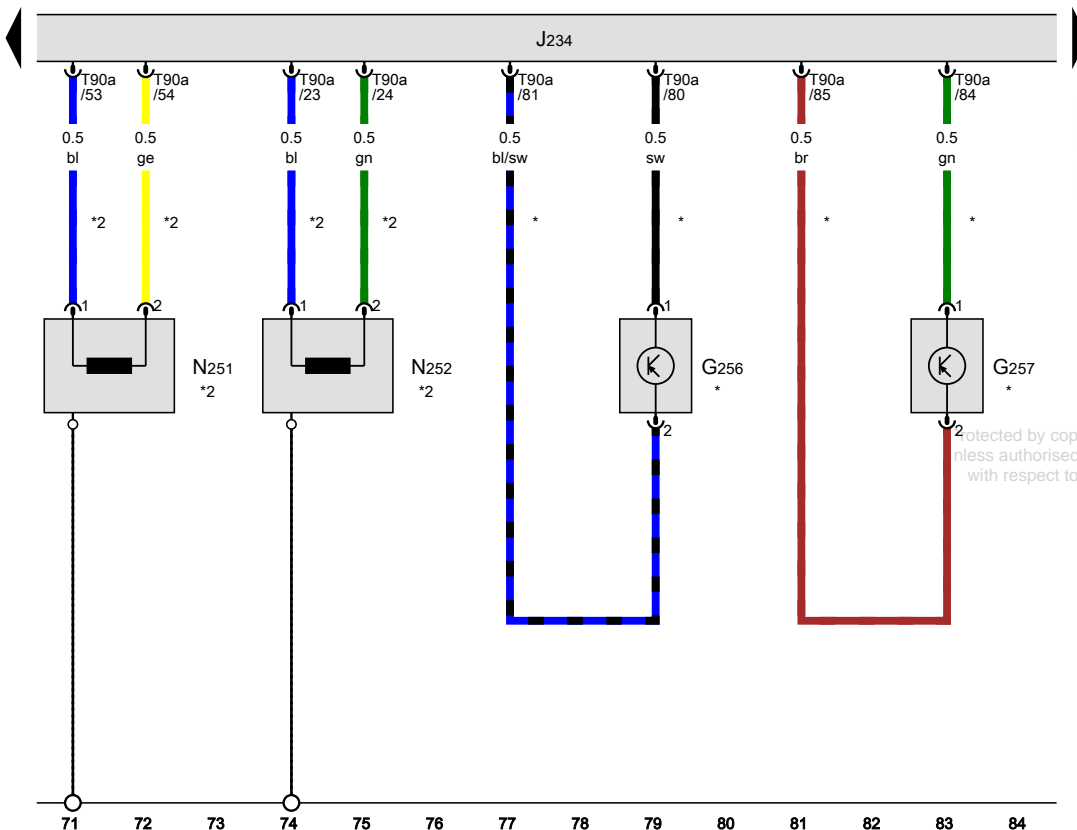 J234
T90a T90a T90a T90a T90a T90a T90a T90a
/53 /54 /23 /24 /81 /80 /85 /84
0.5 0.5 0.5 0.5 0.5 0.5 0.5 0.5
bl ge bl gn bl/sw sw br gn
*2 *2 *2 *2 * * * *
1 2 1 2 1 1
N251 N252 G256 G257
*2 *2 * *
2 2
rotected by cop
nless authorised
with respect to
71 72 73 74 75 76 77 78 79 80 81 82 83 84